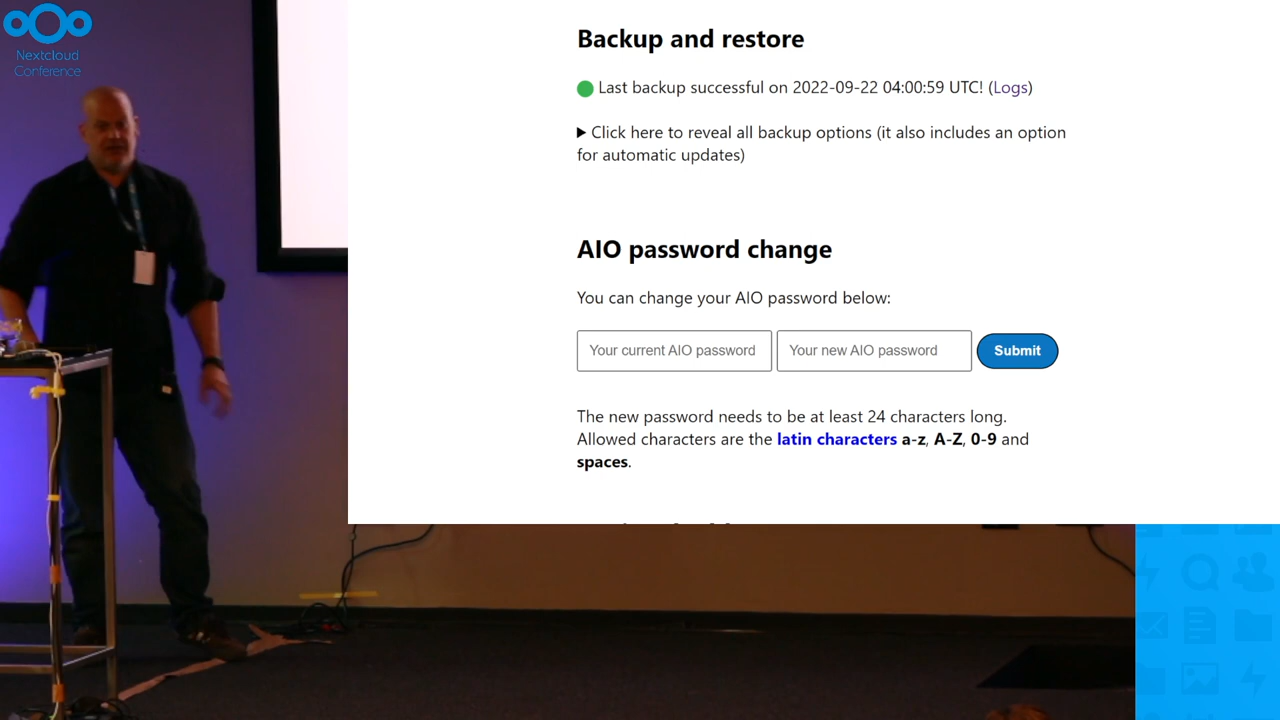 Nextcloud
Conference
Backup and restore
Last backup successful on 2022-09-22 04:00:59 UTC! (Logs)
Click here to reveal all backup options (it also includes an option
for automatic updates)
AIO password change
You can change your AIO password below:
Your current AIO password
Your new AIO password
Submit
The new password needs to be at least 24 characters long.
Allowed characters are the latin characters a-z, A-Z, 0-9 and
spaces.